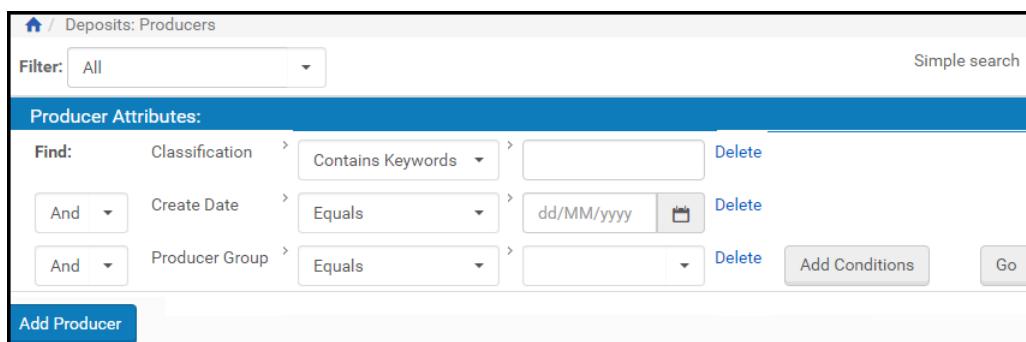 / Deposits: Producers
Filter: All Simple search
Producer Attributes:
Find: Classification > Contains Keywords > Delete
And Create Date > Equals > dd/MM/yyyy Delete
And Producer Group > Equals > Delete Add Conditions Go
Add Producer